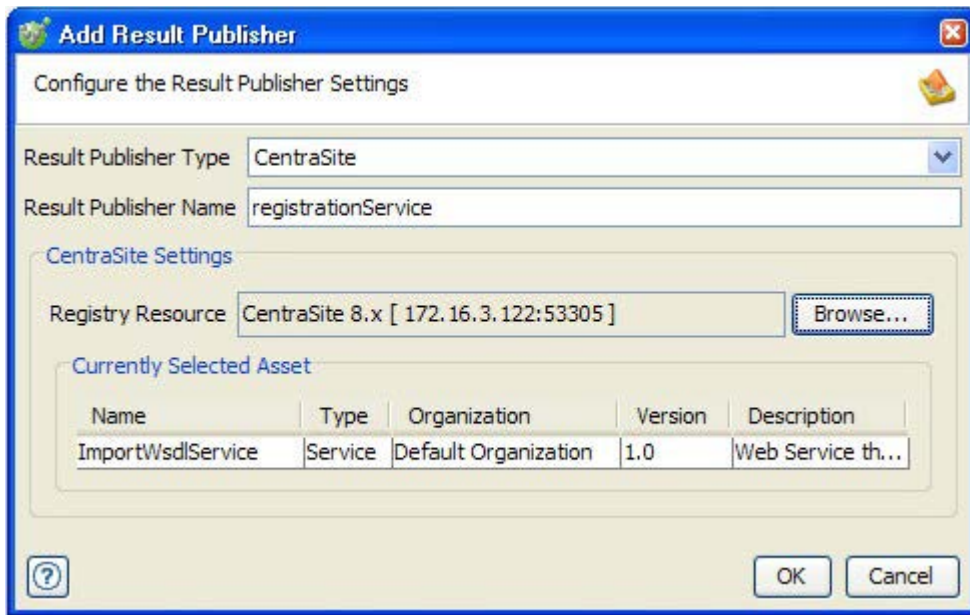 Add Result Publisher
Configure the Result Publisher Settings
Result Publisher Type CentraSite
Result Publisher Name registrationService
CentraSite Settings
Registry Resource CentraSite 8.x [ 172.16.3.122:53305 ] Browse...
Currently Selected Asset
Name Type Organization Version Description
ImportWsdlService Service Default Organization 1.0 Web Service th...
? OK Cancel